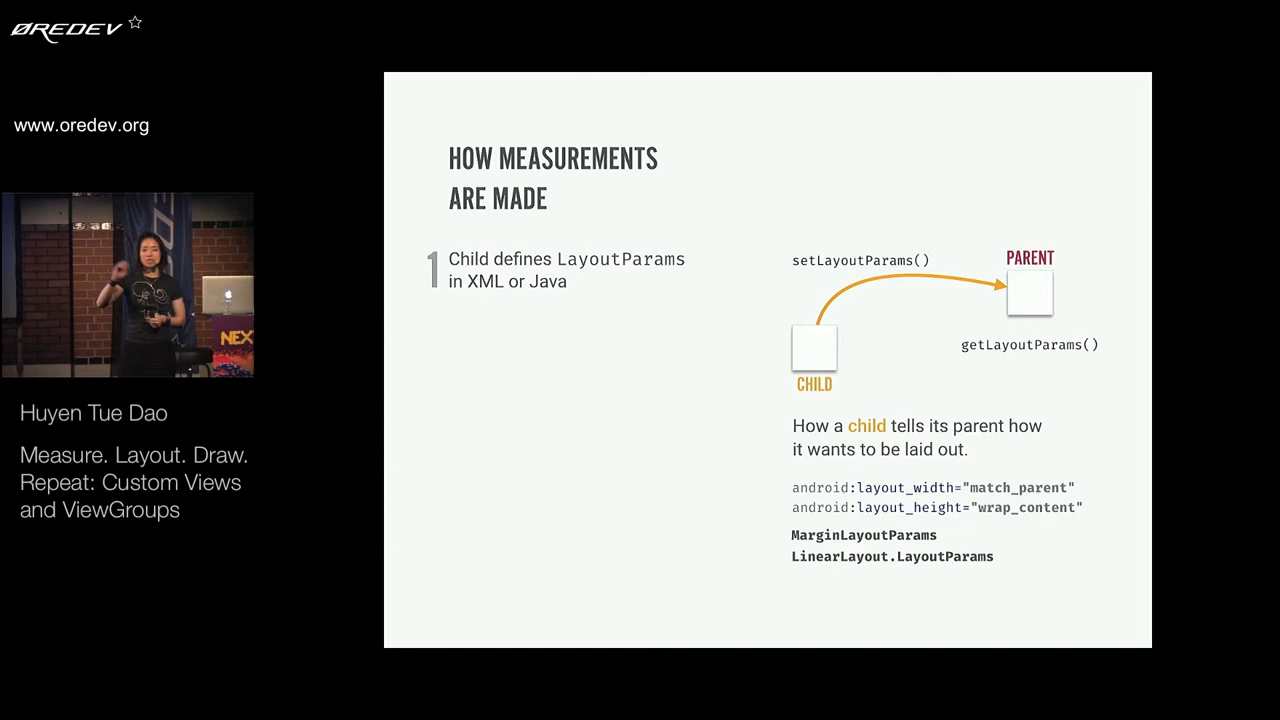 ØREDEV
www.oredev.org
NEXT
Huyen Tue Dao
Measure. Layout. Draw.
Repeat: Custom Views
and ViewGroups
HOW MEASUREMENTS
ARE MADE
1 Child defines LayoutParams
in XML or Java
setLayoutParams()
PARENT
getLayoutParams()
CHILD
How a child tells its parent how
it wants to be laid out.
android:layout_width="match_parent"
android:layout_height="wrap_content"
MarginLayoutParams
LinearLayout.LayoutParams